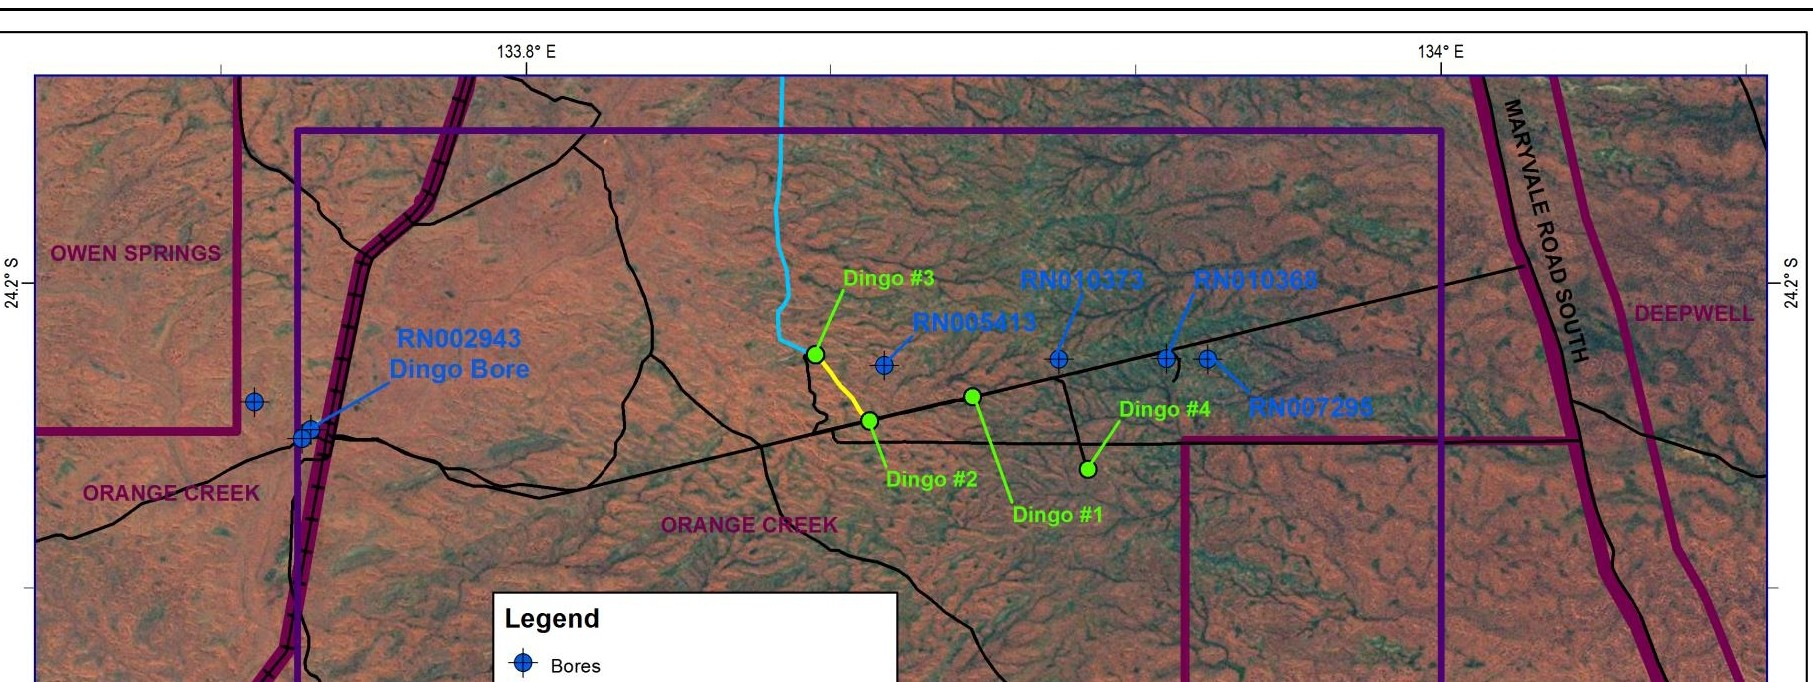 133.8° E
134° E
24.2° S
24.2° S
MARYVALE ROAD SOUTH
OWEN SPRINGS
Dingo #3
RN010373
RN010368
DEEPWELL
RN005413
RN002943
Dingo Bore
Dingo #4
RN007295
Dingo #2
ORANGE CREEK
Dingo #1
ORANGE CREEK
Legend
Bores